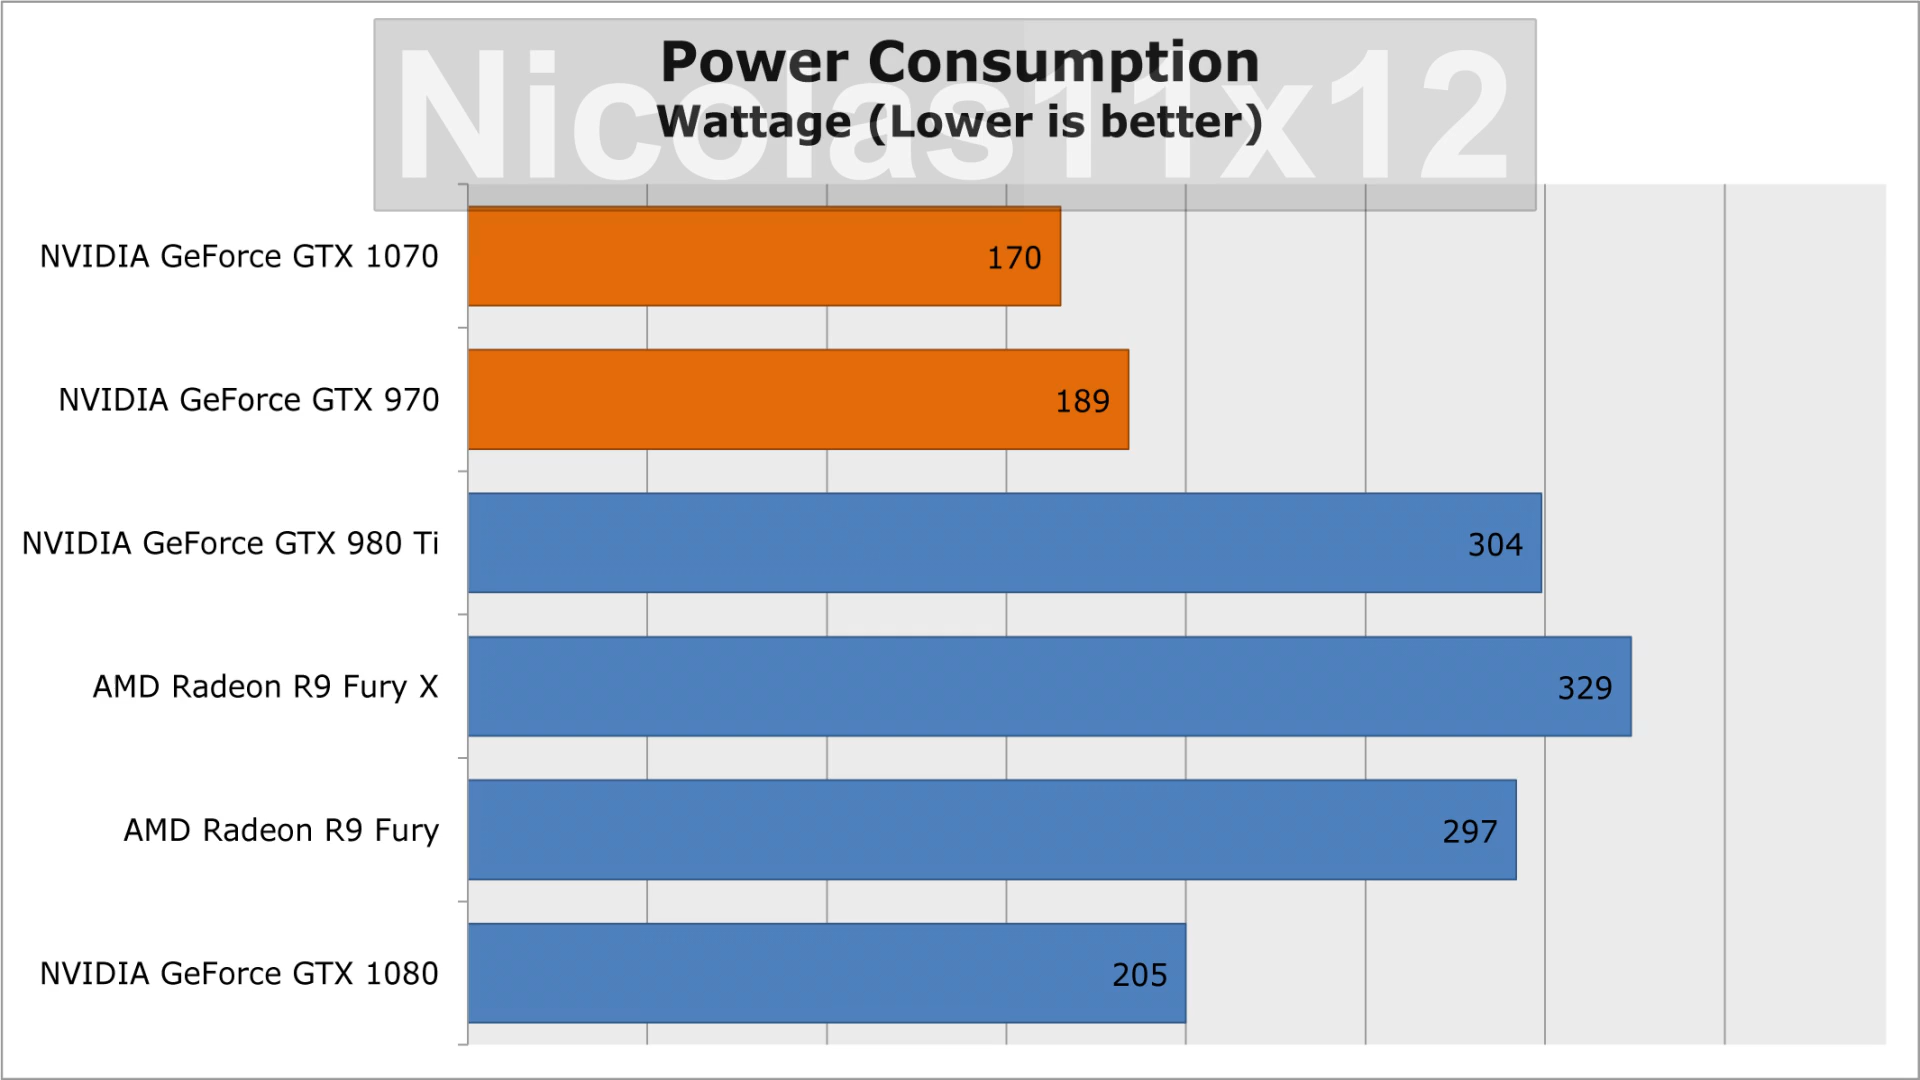 Power Consumption
Wattage (Lower is better)
Nicolas11x12
NVIDIA GeForce GTX 1070
170
NVIDIA GeForce GTX 970
189
NVIDIA GeForce GTX 980 Ti
304
AMD Radeon R9 Fury X
329
AMD Radeon R9 Fury
297
NVIDIA GeForce GTX 1080
205